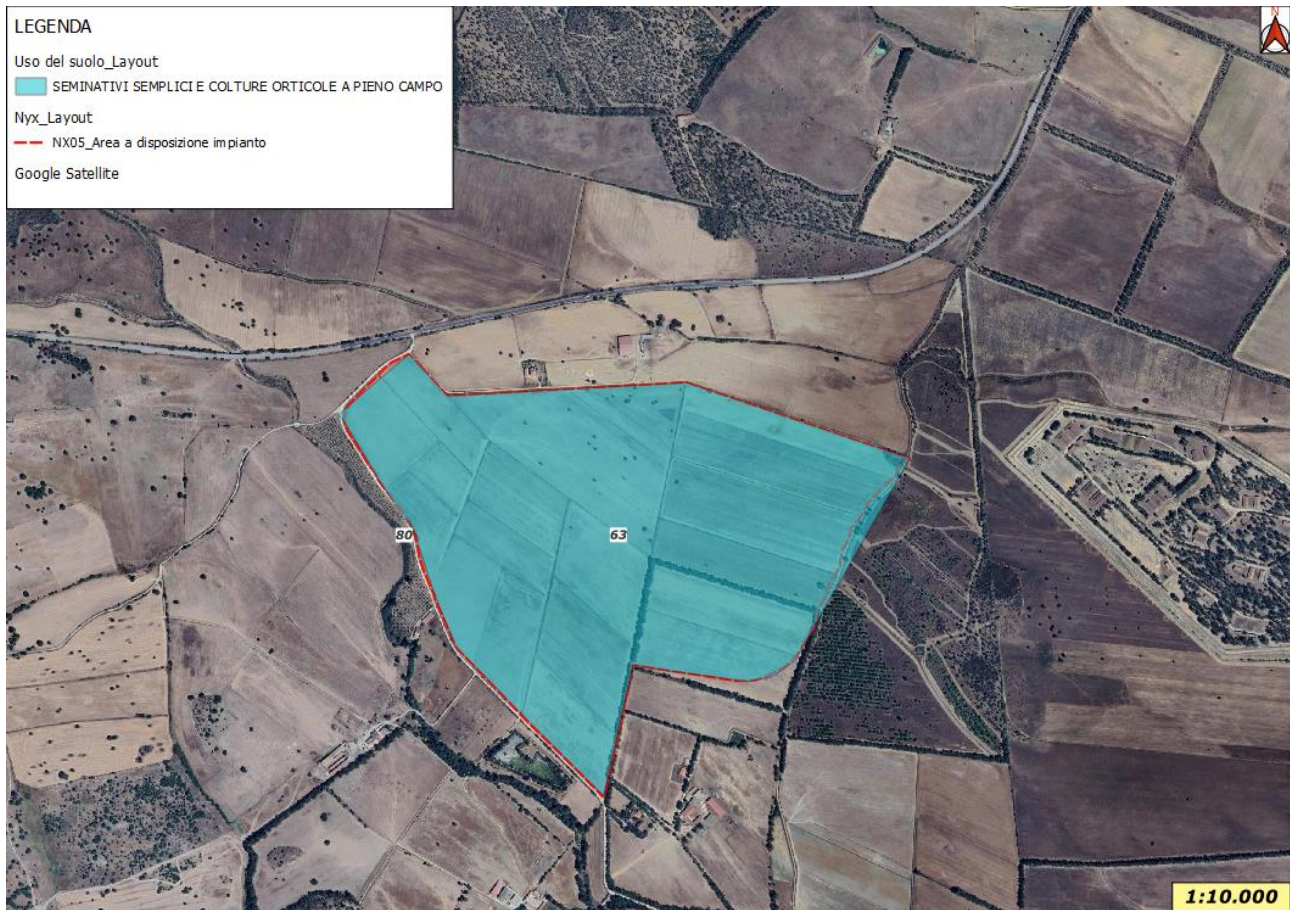 LEGENDA
Uso del suolo_Layout
SEMINATIVI SEMPLICI E COLTURE ORTICOLE A PIENO CAMPO
Nyx_Layout
NX05_Area a disposizione impianto
Google Satellite
N
80
63
1:10.000